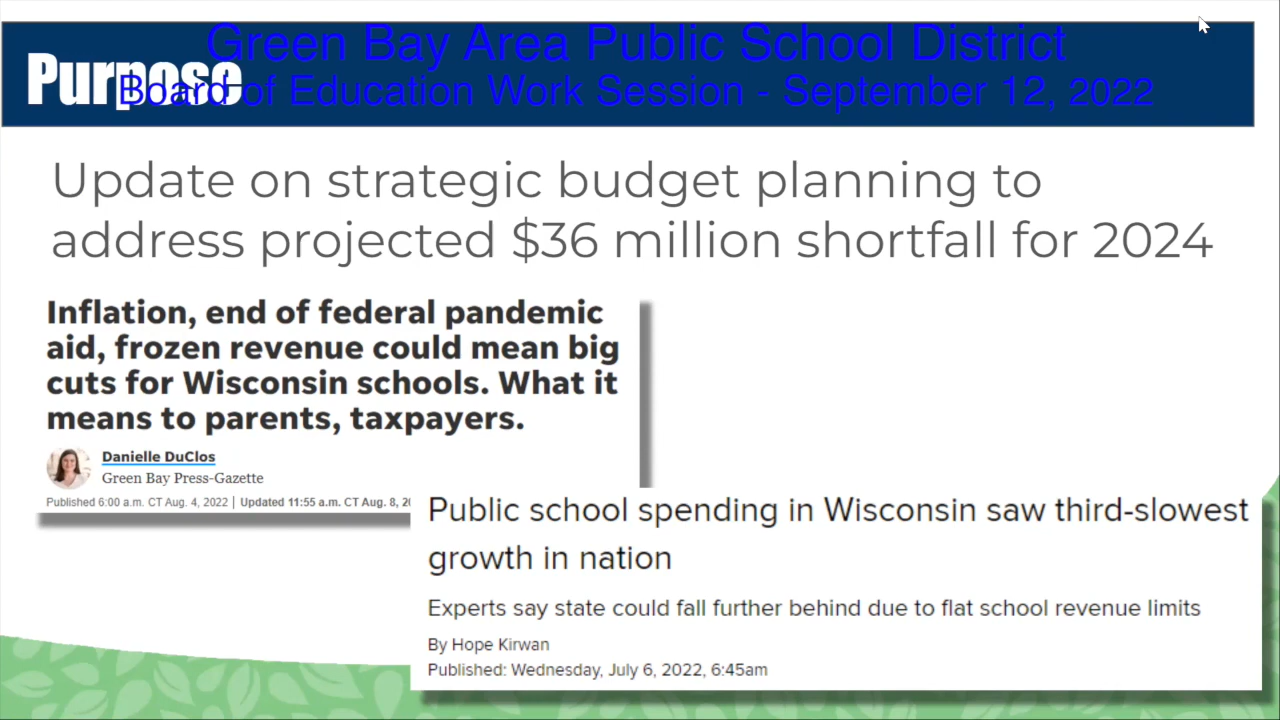 Green Bay Area Public School District
Purpose
Board of Education Work Session - September 12, 2022
Update on strategic budget planning to
address projected $36 million shortfall for 2024
Inflation, end of federal pandemic
aid, frozen revenue could mean big
cuts for Wisconsin schools. What it
means to parents, taxpayers.
Danielle DuClos
Green Bay Press-Gazette
Published 6:00 a.m. CT Aug. 4, 2022 | Updated 11:55 a.m. CT Aug. 8, 20
Public school spending in Wisconsin saw third-slowest
growth in nation
Experts say state could fall further behind due to flat school revenue limits
By Hope Kirwan
Published: Wednesday, July 6, 2022, 6:45am